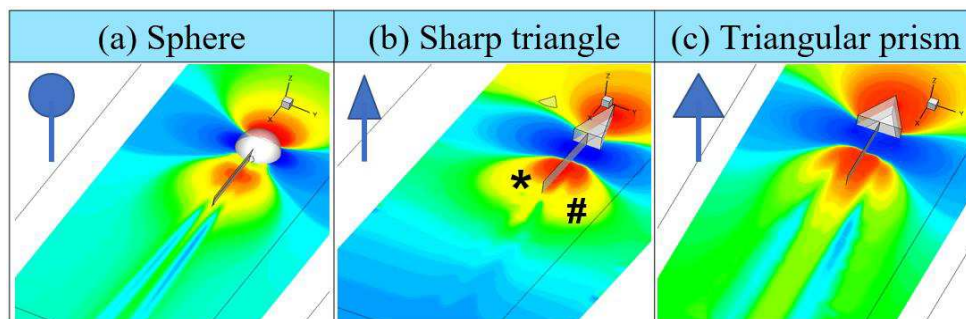 (a) Sphere
(b) Sharp triangle
(c) Triangular prism
Z
X
Y
Z
X
Y
*
#
Z
X
Y